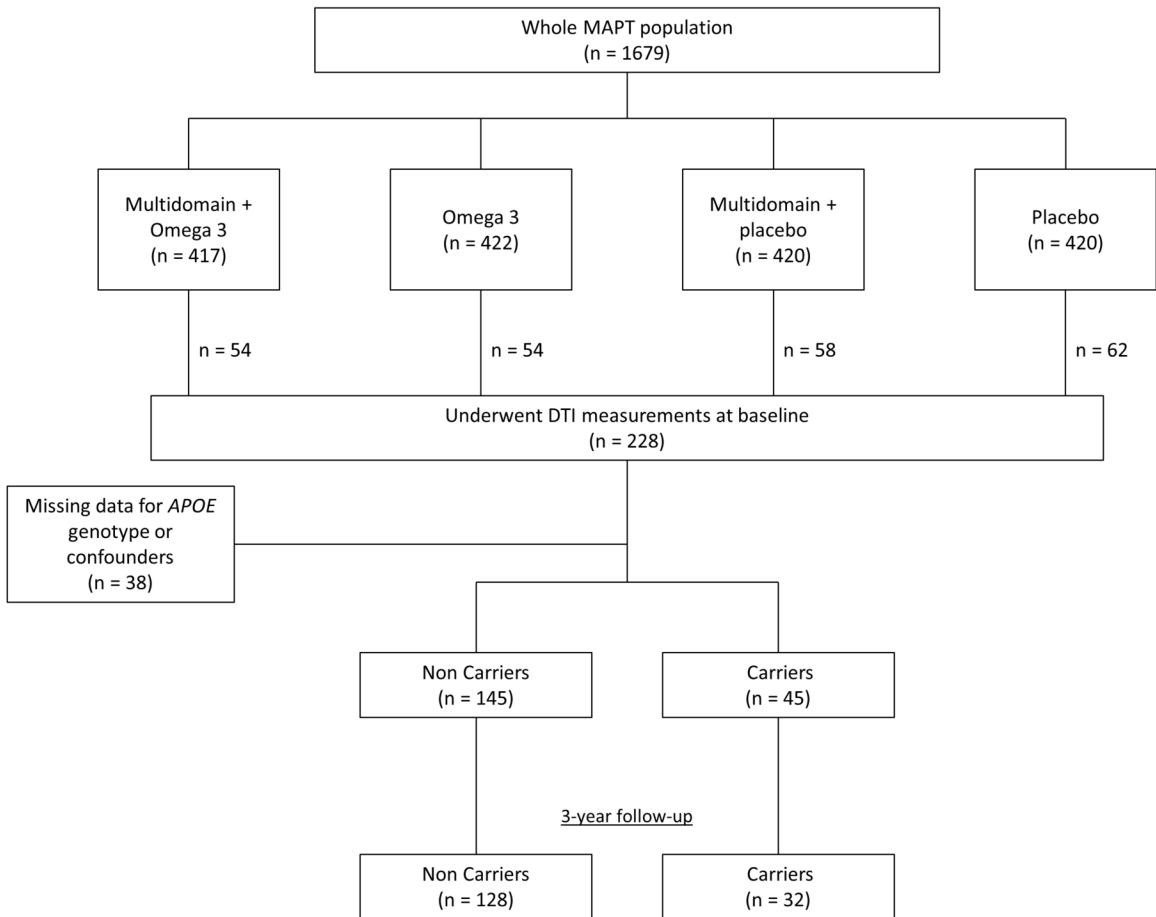 Whole MAPT population
(n = 1679)
Multidomain +
Omega 3
(n = 417)
Omega 3
(n = 422)
Multidomain +
placebo
(n = 420)
Placebo
(n = 420)
n = 54
n = 54
n = 58
n = 62
Underwent DTI measurements at baseline
(n = 228)
Missing data for APOE
genotype or
confounders
(n = 38)
Non Carriers
(n = 145)
Carriers
(n = 45)
3-year follow-up
Non Carriers
(n = 128)
Carriers
(n = 32)